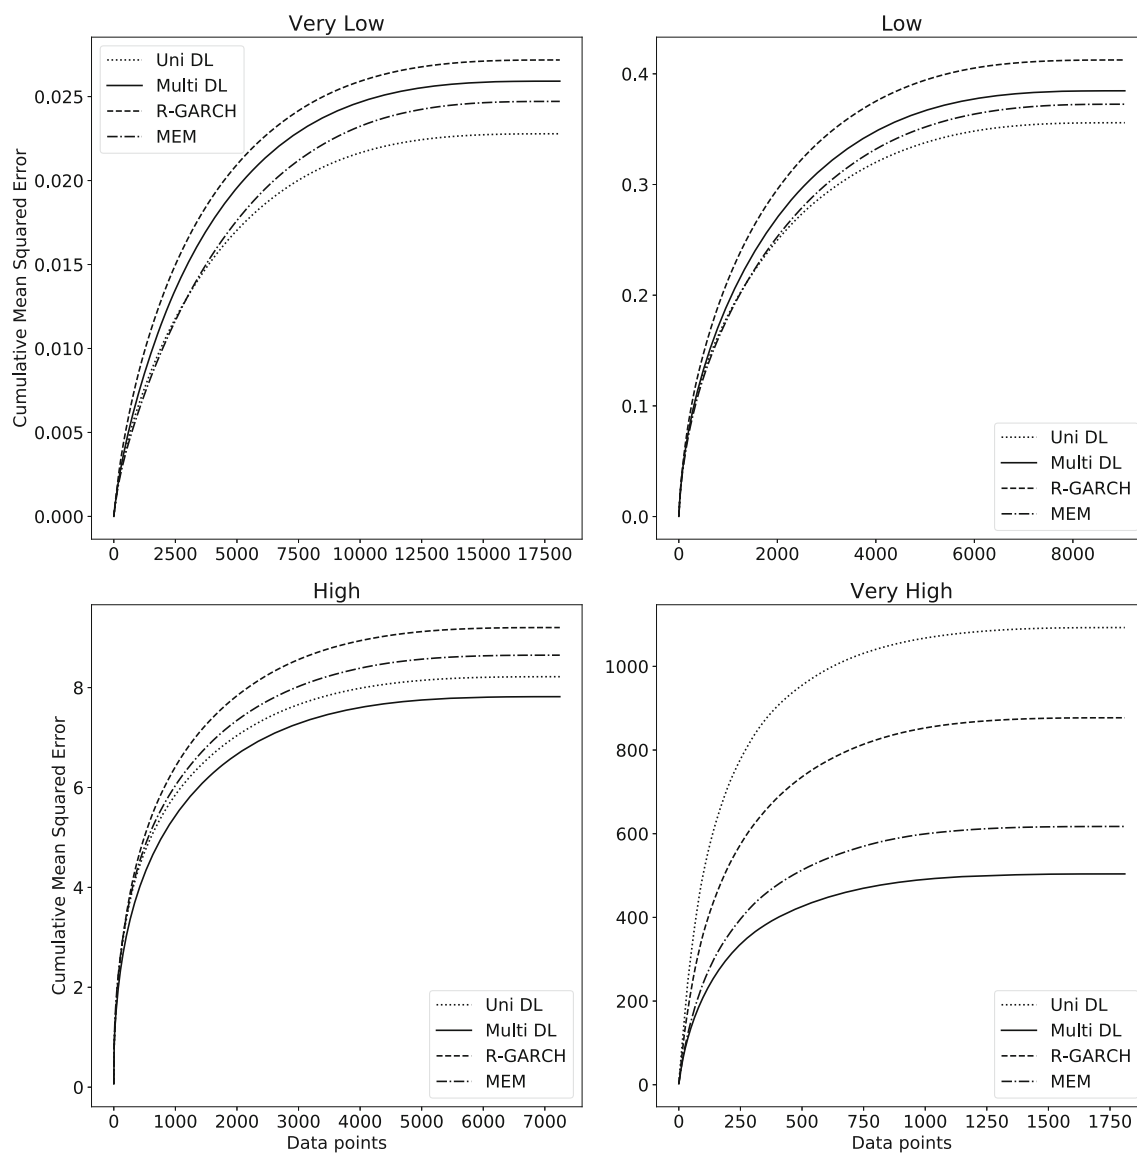 Very Low
Cumulative Mean Squared Error
0.025
0.020
0.015
0.010
0.005
0.000
Uni DL
Multi DL
R-GARCH
MEM
0 2500 5000 7500 10000 12500 15000 17500
Low
0.4
0.3
0.2
0.1
0.0
Uni DL
Multi DL
R-GARCH
MEM
0 2000 4000 6000 8000
High
Cumulative Mean Squared Error
8
6
4
2
0
Uni DL
Multi DL
R-GARCH
MEM
0 1000 2000 3000 4000 5000 6000 7000
Data points
Very High
1000
800
600
400
200
0
Uni DL
Multi DL
R-GARCH
MEM
0 250 500 750 1000 1250 1500 1750
Data points